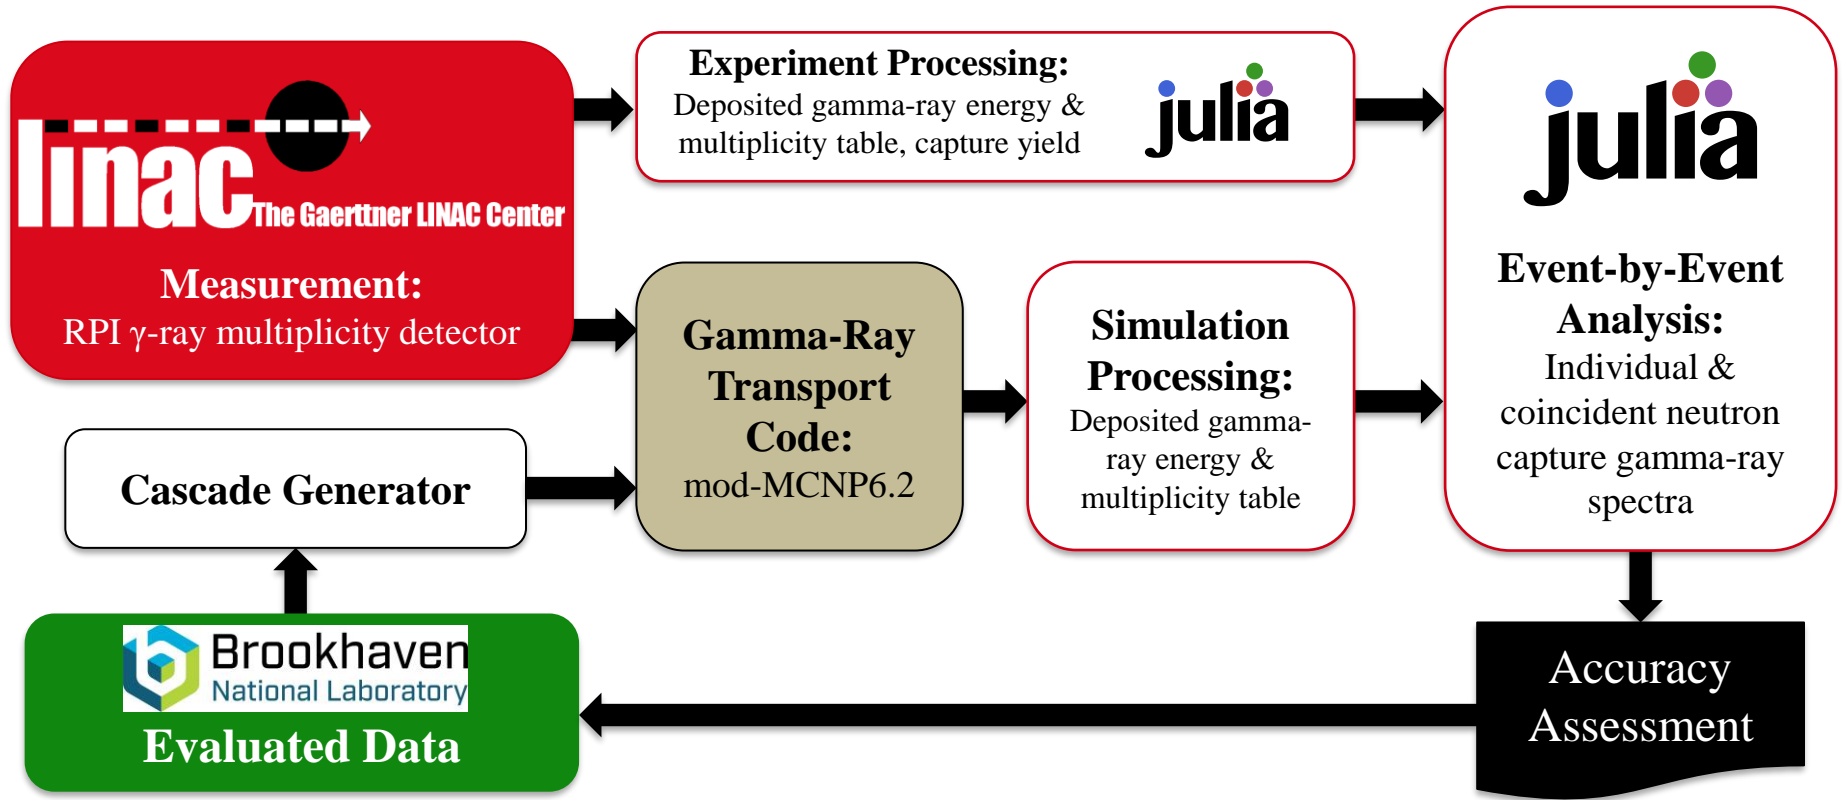 linac
The Gaerttner LINAC Center
Measurement:
RPI γ-ray multiplicity detector
Experiment Processing:
Deposited gamma-ray energy &
multiplicity table, capture yield
julia
julia
Event-by-Event
Analysis:
Individual &
coincident neutron
capture gamma-ray
spectra
Gamma-Ray
Transport
Code:
mod-MCNP6.2
Simulation
Processing:
Deposited gamma-
ray energy &
multiplicity table
Cascade Generator
Brookhaven
National Laboratory
Evaluated Data
Accuracy
Assessment